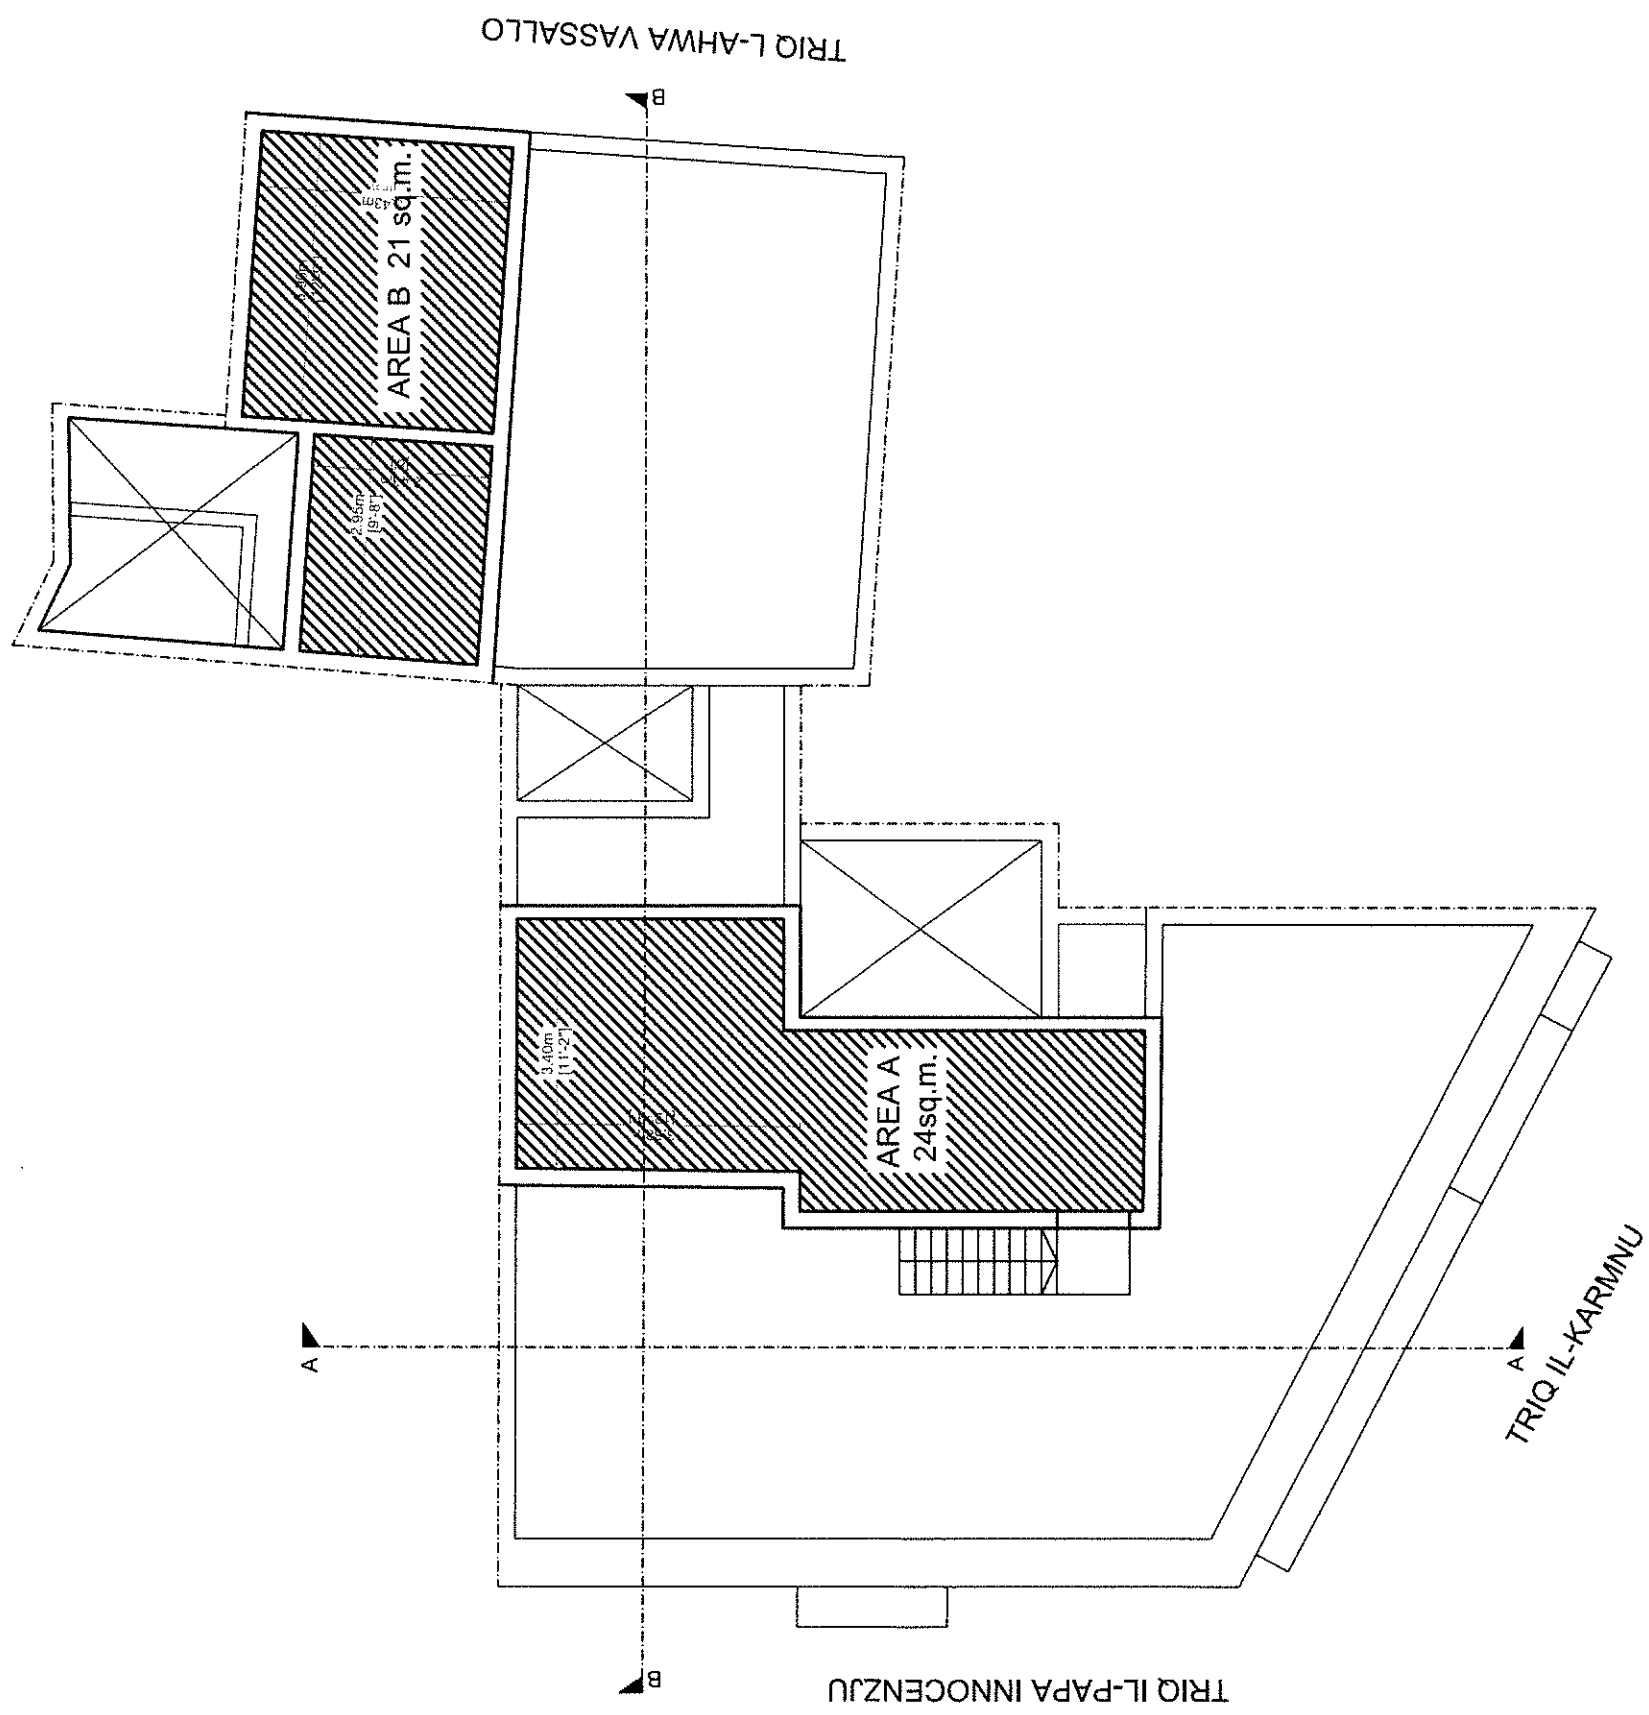 TRIQ L-AHWA VASSALLO
B
AREA B 21 sq.m.
2.95m
[9'-8"]
3.40m
[11'-2"]
AREA A
24sq.m.
A
A
TRIQ IL-KARMNU
B
TRIQ IL-PAPA INNOCENZJU